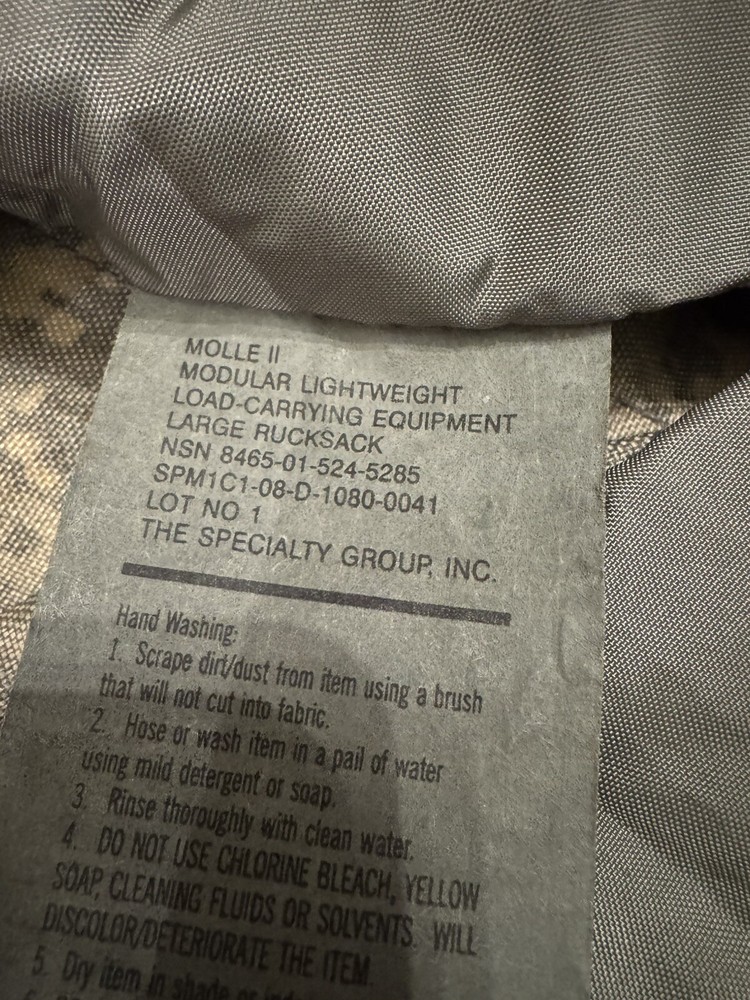 MOLLE II
MODULAR LIGHTWEIGHT
LOAD-CARRYING EQUIPMENT
LARGE RUCKSACK
NSN 8465-01-524-5285
SPM1C1-08-D-1080-0041
LOT NO 1
THE SPECIALTY GROUP, INC.
Hand Washing:
1. Scrape dirt/dust from item using a brush
that will not cut into fabric.
2. Hose or wash item in a pail of water
using mild detergent or soap.
3. Rinse thoroughly with clean water.
4. DO NOT USE CHLORINE BLEACH, YELLOW
SOAP, CLEANING FLUIDS OR SOLVENTS. WILL
DISCOLOR/DETERIORATE THE ITEM.
5. Dry item in shade or